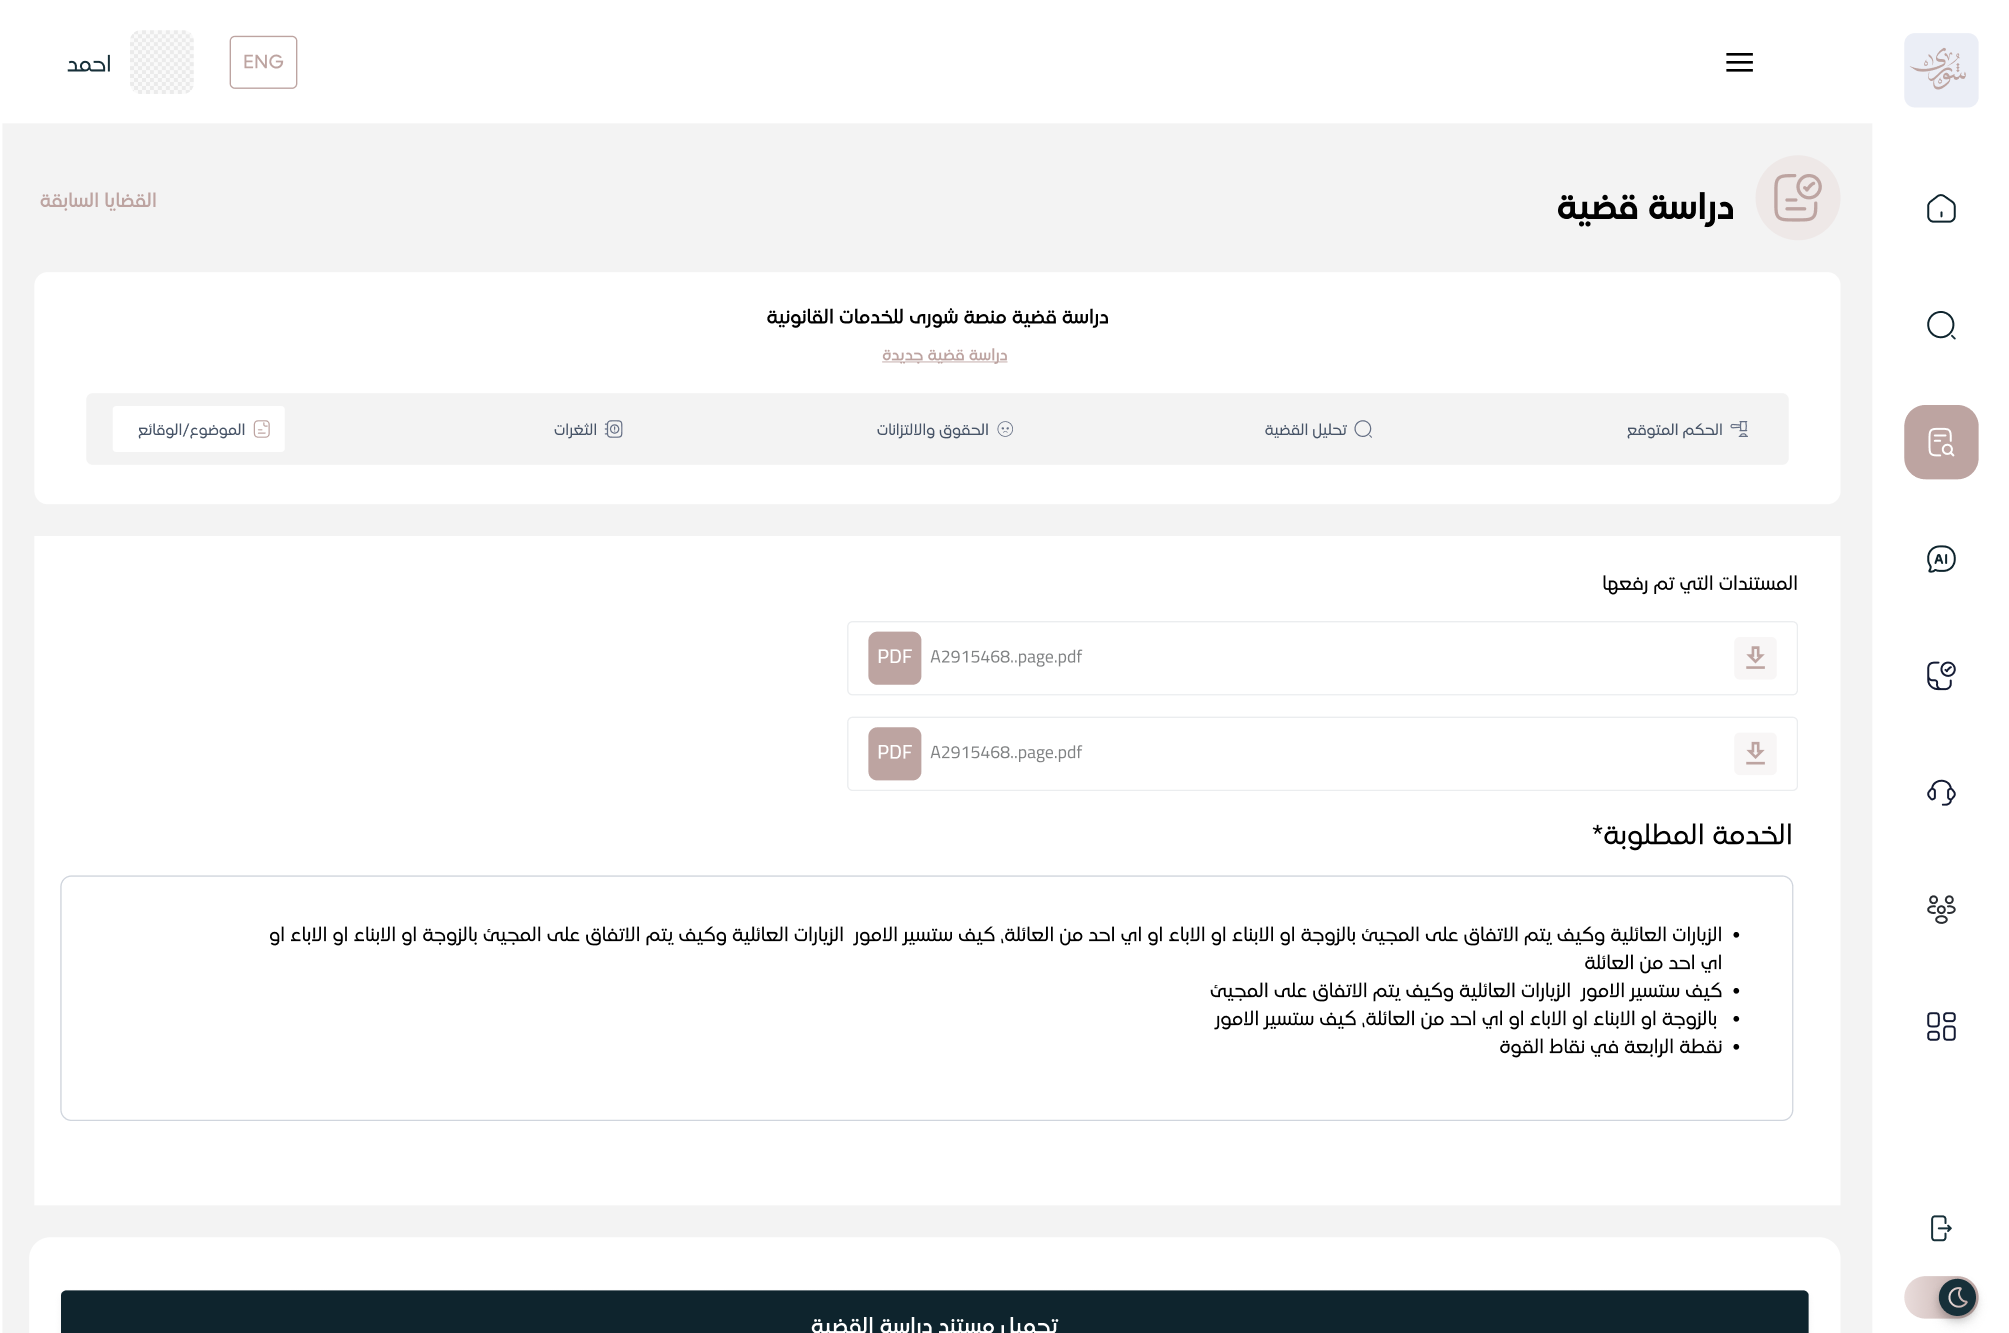 شورى
ENG
احمد
دراسة قضية
القضايا السابقة
دراسة قضية منصة شورى للخدمات القانونية
دراسة قضية جديدة
الحكم المتوقع
تحليل القضية
الحقوق والالتزانات
الثغرات
الموضوع/الوقائع
AI
المستندات التي تم رفعها
PDF A2915468..page.pdf
PDF A2915468..page.pdf
الخدمة المطلوبة*
• الزيارات العائلية وكيف يتم الاتفاق على المجيئ بالزوجة او الابناء او الاباء او اي احد من العائلة, كيف ستسير الامور الزيارات العائلية وكيف يتم الاتفاق على المجيئ بالزوجة او الابناء او الاباء او
اي احد من العائلة
• كيف ستسير الامور الزيارات العائلية وكيف يتم الاتفاق على المجيئ
• بالزوجة او الابناء او الاباء او اي احد من العائلة, كيف ستسير الامور
• نقطة الرابعة في نقاط القوة
تحميل مستند دراسة القضية